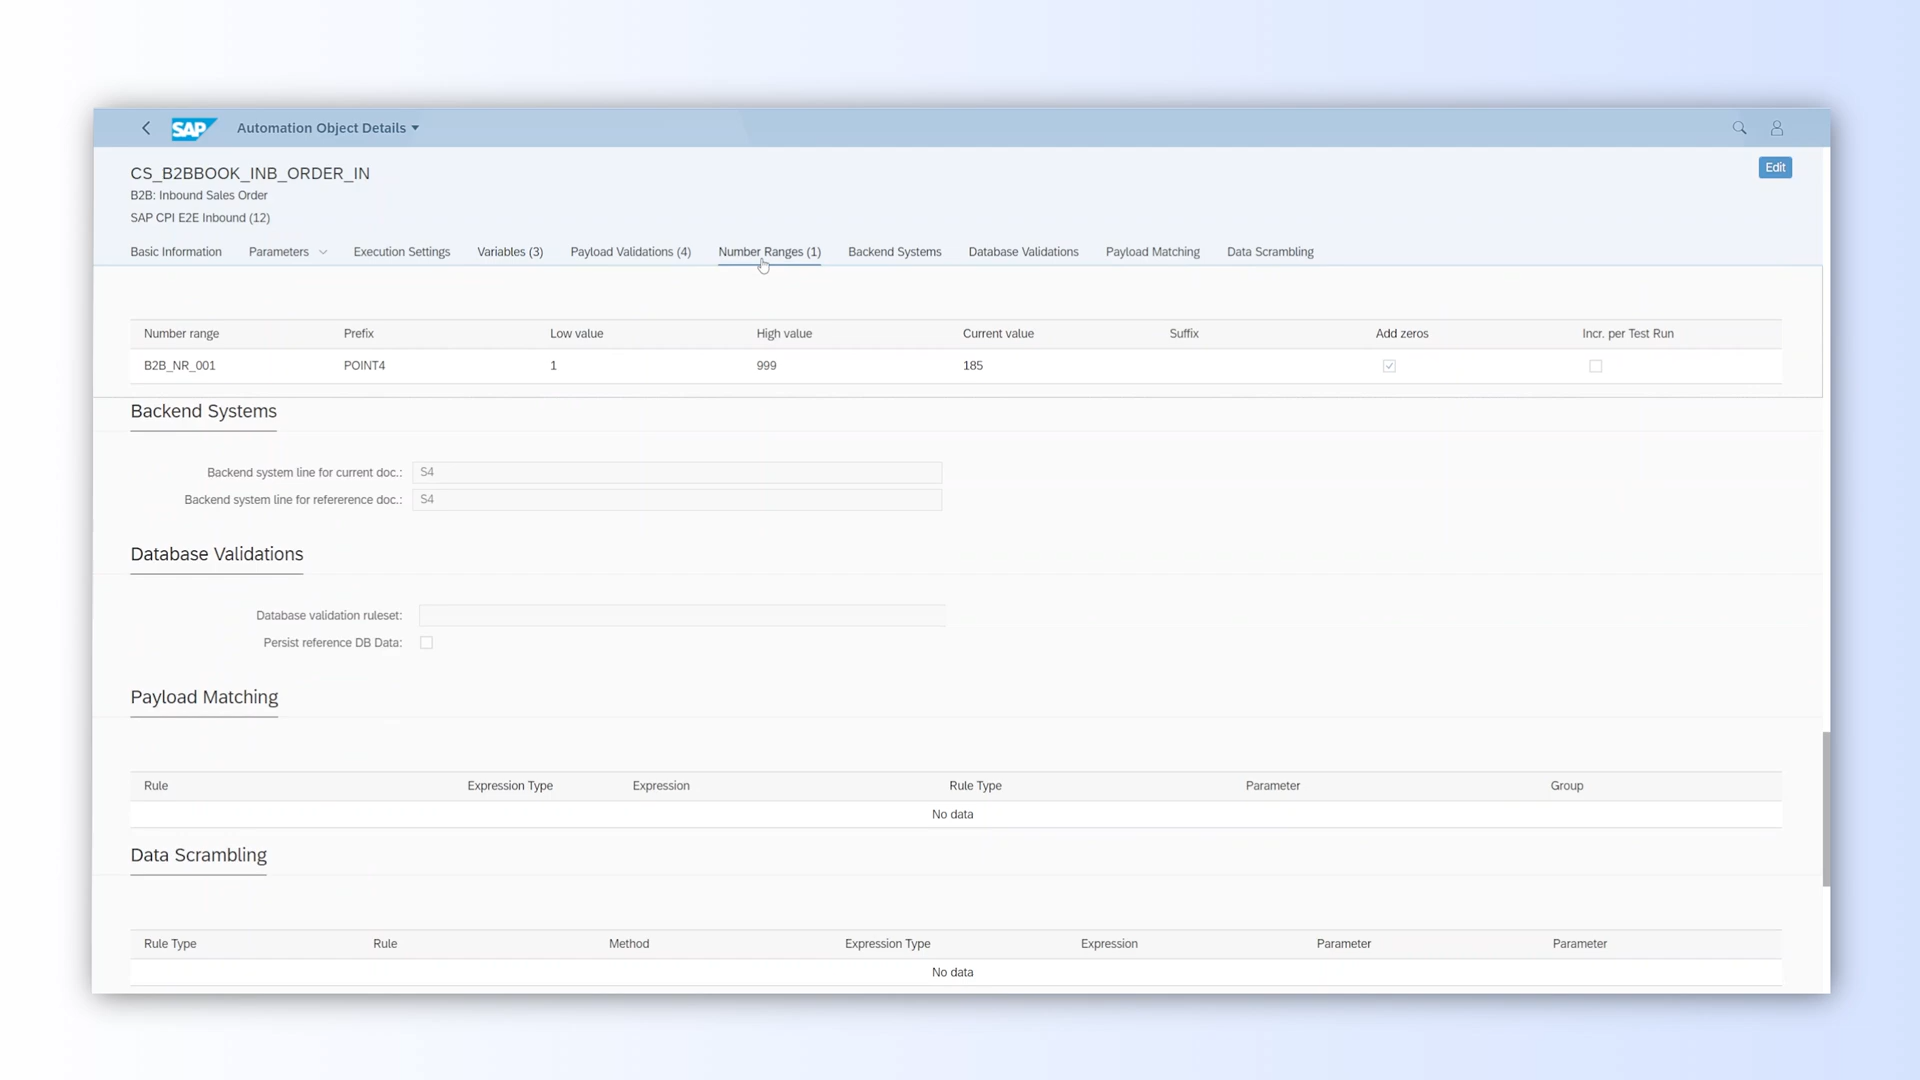 SAP Automation Object Details
CS_B2BBOOK_INB_ORDER_IN
Edit
B2B: Inbound Sales Order
SAP CPI E2E Inbound (12)
Basic Information Parameters Execution Settings Variables (3) Payload Validations (4) Number Ranges (1) Backend Systems Database Validations Payload Matching Data Scrambling
Number range Prefix Low value High value Current value Suffix Add zeros Incr. per Test Run
B2B_NR_001 POINT4 1 999 185
Backend Systems
Backend system line for current doc.: S4
Backend system line for refererence doc.: S4
Database Validations
Database validation ruleset:
Persist reference DB Data:
Payload Matching
Rule Expression Type Expression Rule Type Parameter Group
No data
Data Scrambling
Rule Type Rule Method Expression Type Expression Parameter Parameter
No data